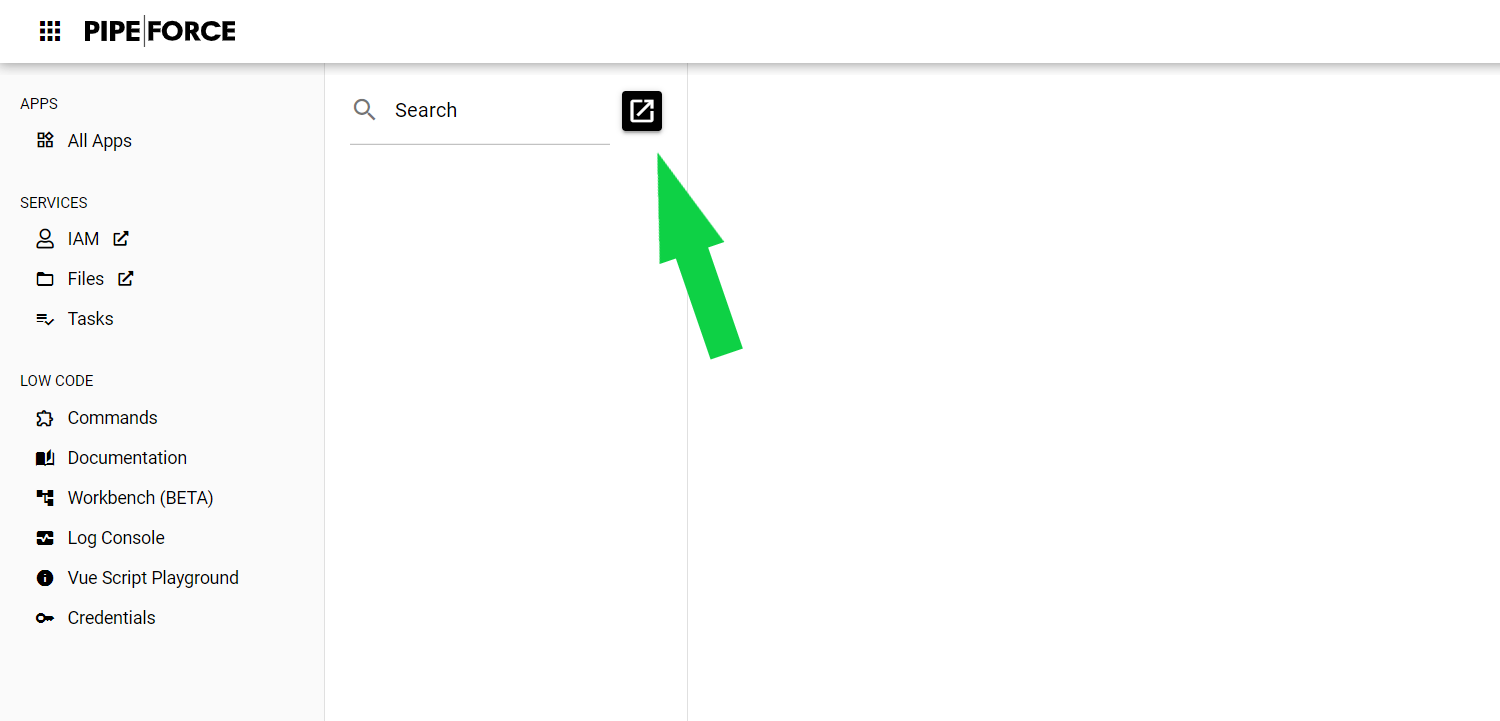 PIPE|FORCE
APPS
All Apps
SERVICES
IAM
Files
Tasks
LOW CODE
Commands
Documentation
Workbench (BETA)
Log Console
Vue Script Playground
Credentials
Search